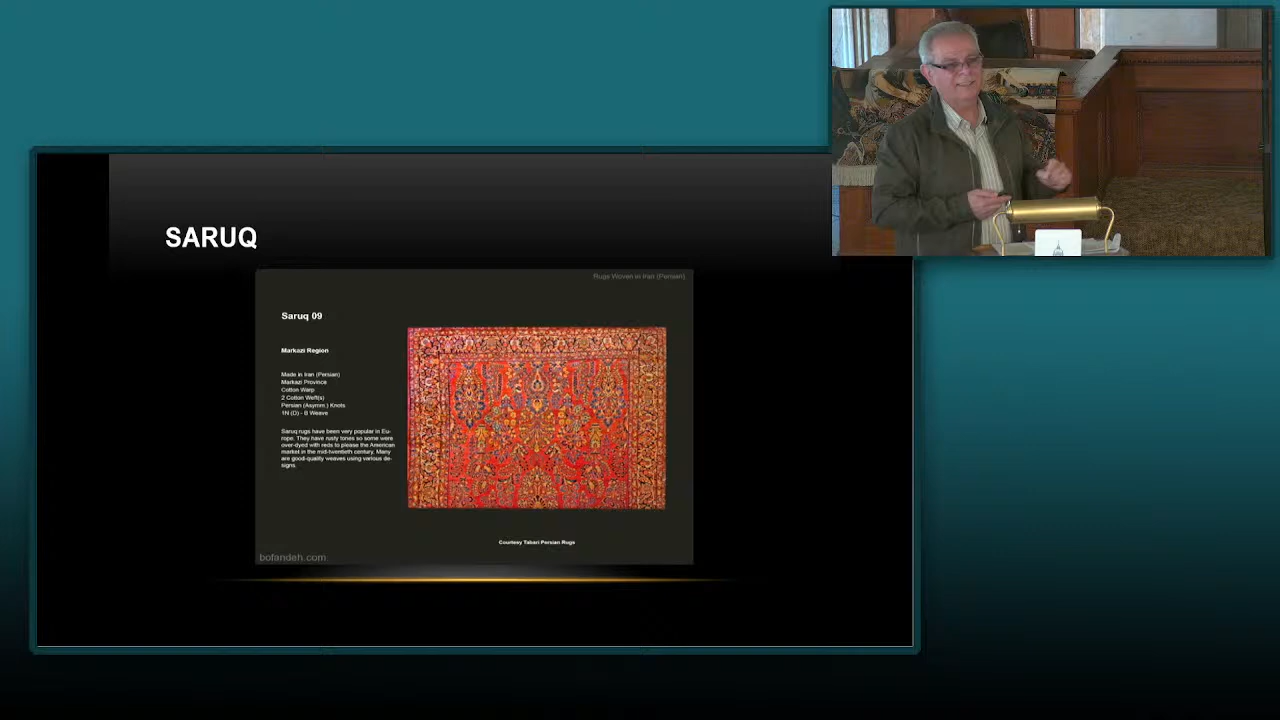 SARUQ
Rugs Woven in Iran (Persian)
Saruq 09
Markazi Region
Made in Iran (Persian)
Markazi Province
Cotton Warp
2 Cotton Weft(s)
Persian (Asymm.) Knots
1N (D) - B Weave
Saruq rugs have been very popular in Eu-
rope. They have rusty tones so some were
over-dyed with reds to please the American
market in the mid-twentieth century. Many
are good-quality weaves using various de-
signs.
Courtesy Tabari Persian Rugs
bofandeh.com